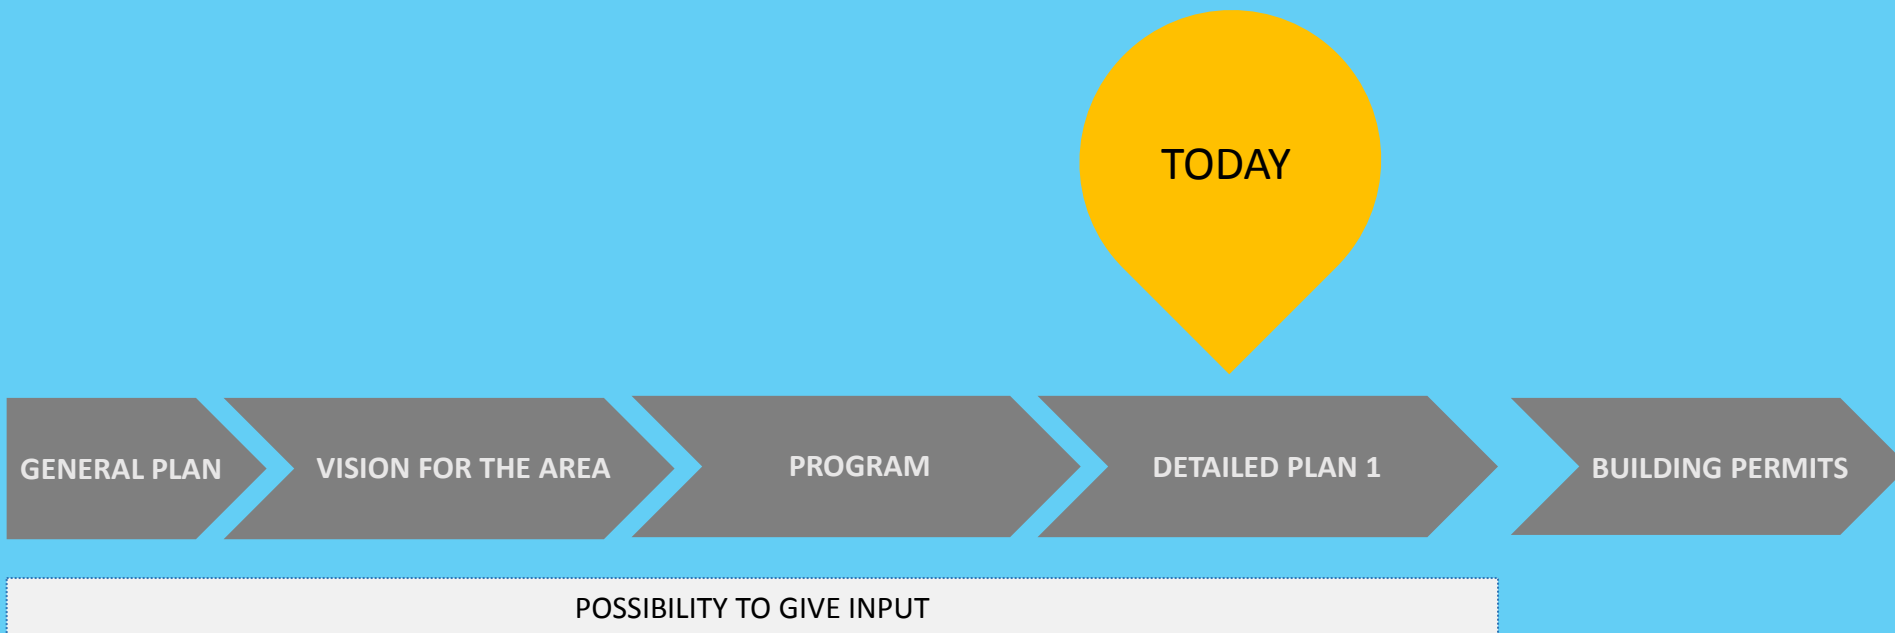 TODAY
GENERAL PLAN
VISION FOR THE AREA
PROGRAM
DETAILED PLAN 1
BUILDING PERMITS
POSSIBILITY TO GIVE INPUT